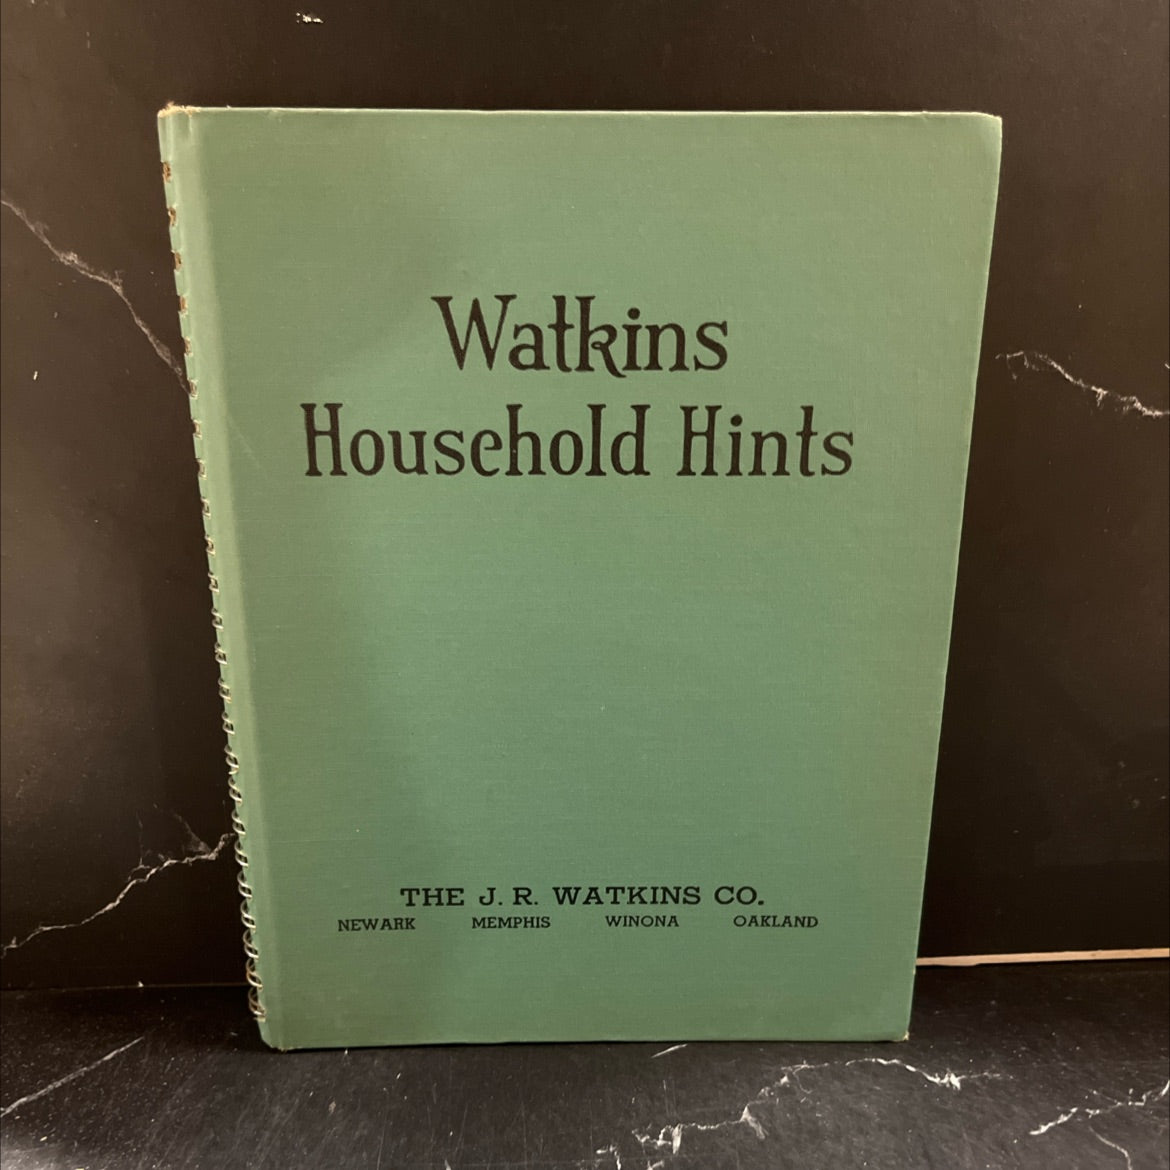 Watkins
Household Hints
THE J. R. WATKINS CO.
NEWARK MEMPHIS WINONA OAKLAND